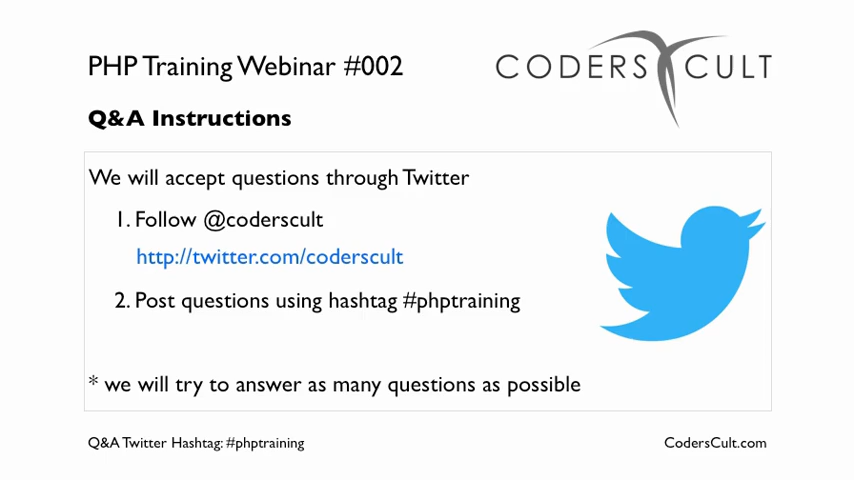 PHP Training Webinar #002
CODERS CULT
Q&A Instructions
We will accept questions through Twitter
1. Follow @coderscult
http://twitter.com/coderscult
2. Post questions using hashtag #phptraining
* we will try to answer as many questions as possible
Q&A Twitter Hashtag: #phptraining
CodersCult.com